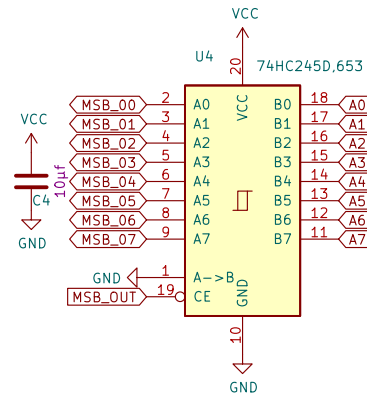 VCC
U4
74HC245D,653
20
VCC
MSB_00 2 A0 B0 18 A0
MSB_01 3 A1 B1 17 A1
MSB_02 4 A2 B2 16 A2
MSB_03 5 A3 B3 15 A3
MSB_04 6 A4 B4 14 A4
MSB_05 7 A5 B5 13 A5
MSB_06 8 A6 B6 12 A6
MSB_07 9 A7 B7 11 A7
VCC
10µf
C4
GND
GND 1 A->B
MSB_OUT 19 CE
GND
10
GND